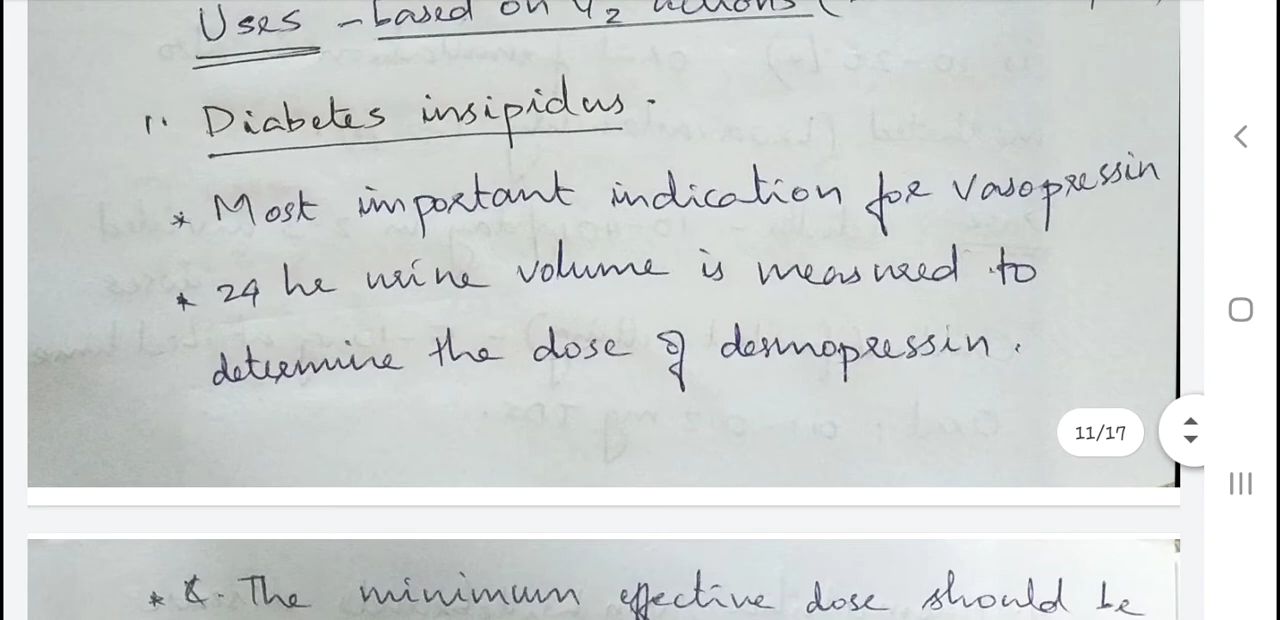 Uses - based on V2 actions (
1. Diabetes insipidus.
* Most important indication for vasopressin
* 24 hr urine volume is measured to
determine the dose of desmopressin.
11/17
* The minimum effective dose should be